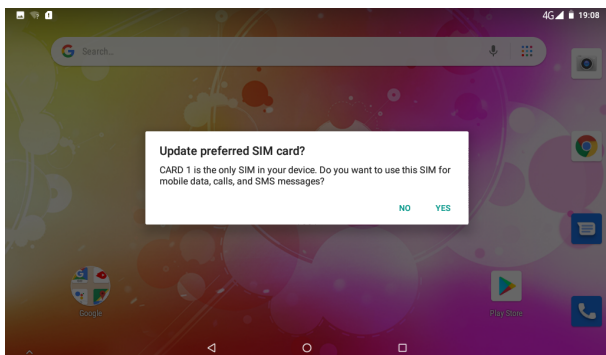 4G 19:08
G Search...
Update preferred SIM card?
CARD 1 is the only SIM in your device. Do you want to use this SIM for
mobile data, calls, and SMS messages?
NO YES
Google
Play Store